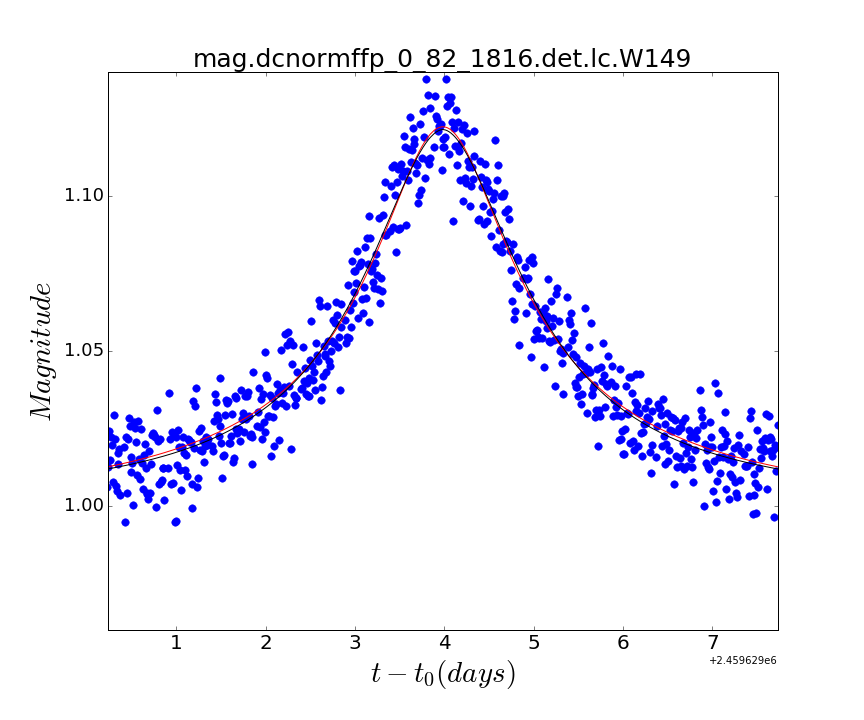 mag.dcnormffp_0_82_1816.det.lc.W149
Magnitude
1.10
1.05
1.00
1 2 3 4 5 6 7
+2.459629e6
t − t₀(days)